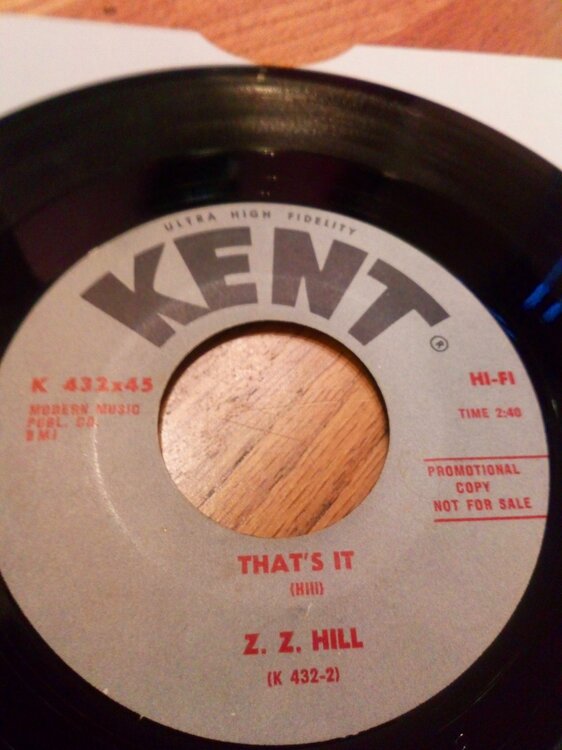 ULTRA HIGH FIDELITY
KENT
®
K 432x45
MODERN MUSIC
PUBL. CO.
BMI
HI-FI
TIME 2:40
PROMOTIONAL
COPY
NOT FOR SALE
THAT'S IT
(Hill)
Z. Z. HILL
(K 432-2)